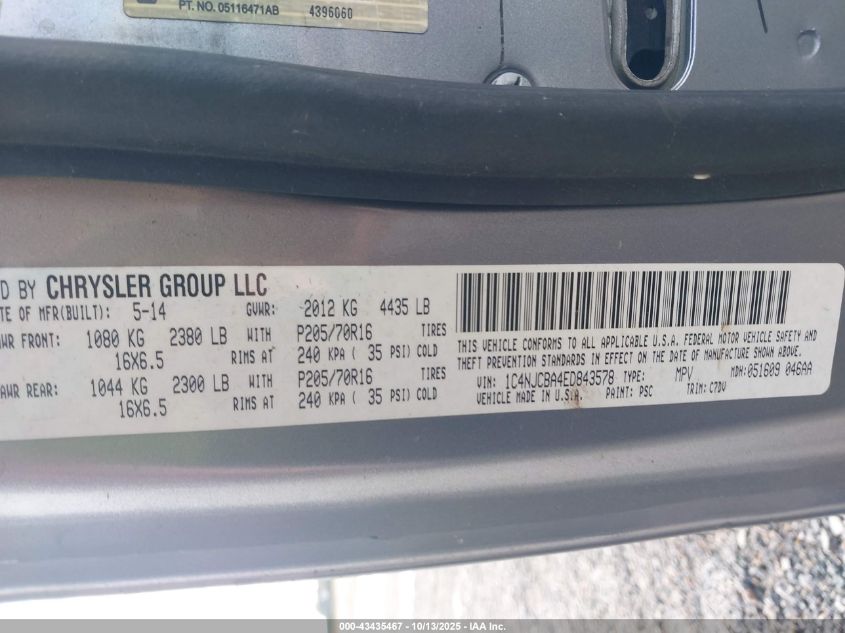 PT. NO. 05116471AB 4396060
D BY CHRYSLER GROUP LLC
TE OF MFR(BUILT): 5-14 GVWR: 2012 KG 4435 LB
AWR FRONT: 1080 KG 2380 LB WITH P205/70R16 TIRES
16X6.5 RIMS AT 240 KPA ( 35 PSI) COLD
AWR REAR: 1044 KG 2300 LB WITH P205/70R16 TIRES
16X6.5 RIMS AT 240 KPA ( 35 PSI) COLD
THIS VEHICLE CONFORMS TO ALL APPLICABLE U.S.A. FEDERAL MOTOR VEHICLE SAFETY AND
THEFT PREVENTION STANDARDS IN EFFECT ON THE DATE OF MANUFACTURE SHOWN ABOVE.
VIN: 1C4NJCBA4ED843578 TYPE: MPV MDH:051609 046AA
VEHICLE MADE IN U.S.A. PAINT: PSC TRIM: C7DV
000-43435467 - 10/13/2025 - IAA Inc.